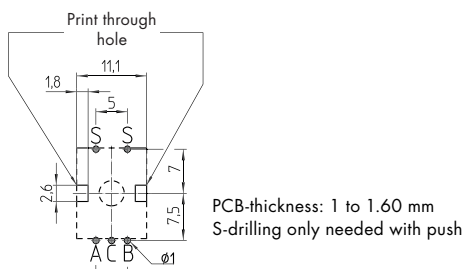 Print through
hole
11,1
1,8
5
S S
7
2,6
7.5
PCB-thickness: 1 to 1.60 mm
S-drilling only needed with push
A C B ø1